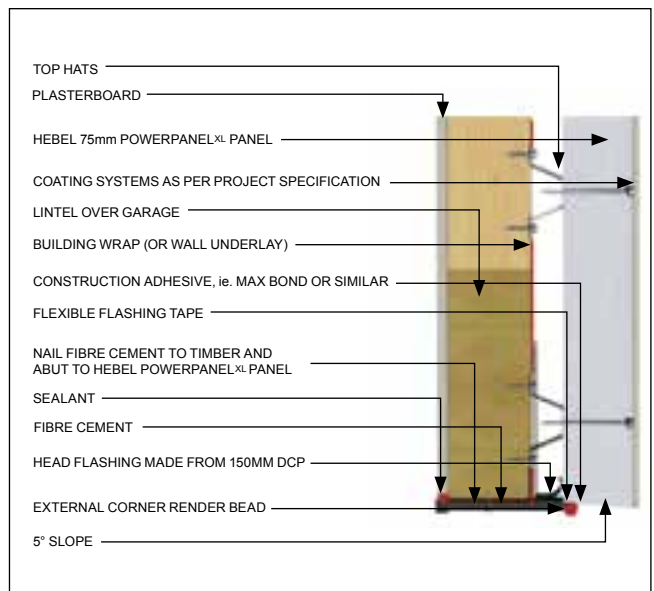 TOP HATS
PLASTERBOARD
HEBEL 75mm POWERPANELXL PANEL
COATING SYSTEMS AS PER PROJECT SPECIFICATION
LINTEL OVER GARAGE
BUILDING WRAP (OR WALL UNDERLAY)
CONSTRUCTION ADHESIVE, ie. MAX BOND OR SIMILAR
FLEXIBLE FLASHING TAPE
NAIL FIBRE CEMENT TO TIMBER AND
ABUT TO HEBEL POWERPANELXL PANEL
SEALANT
FIBRE CEMENT
HEAD FLASHING MADE FROM 150MM DCP
EXTERNAL CORNER RENDER BEAD
5° SLOPE